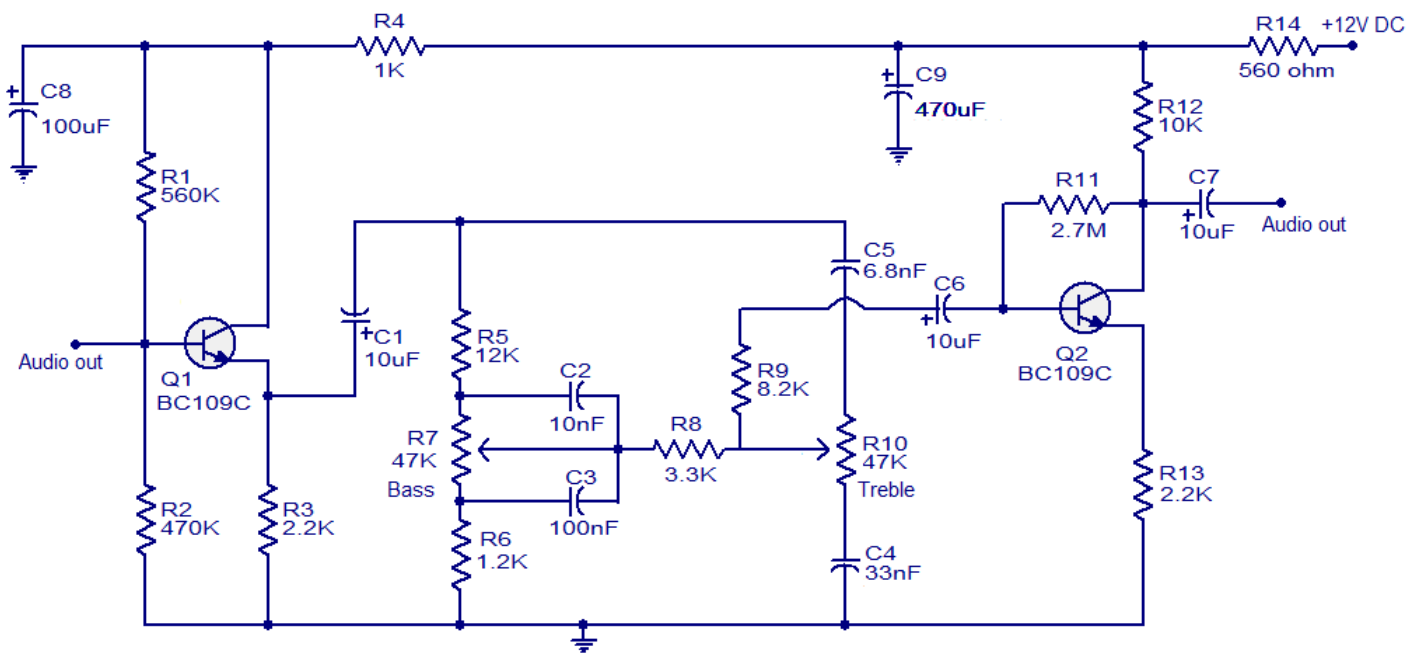 R14
+12V DC
560 ohm
R4
1K
C8
100uF
C9
470uF
R12
10K
R1
560K
R11
2.7M
C7
10uF
Audio out
C5
6.8nF
C6
10uF
C1
10uF
R5
12K
Audio out
Q1
BC109C
Q2
BC109C
C2
10nF
R9
8.2K
R7
47K
Bass
R8
3.3K
R10
47K
Treble
C3
100nF
R13
2.2K
R2
470K
R3
2.2K
R6
1.2K
C4
33nF